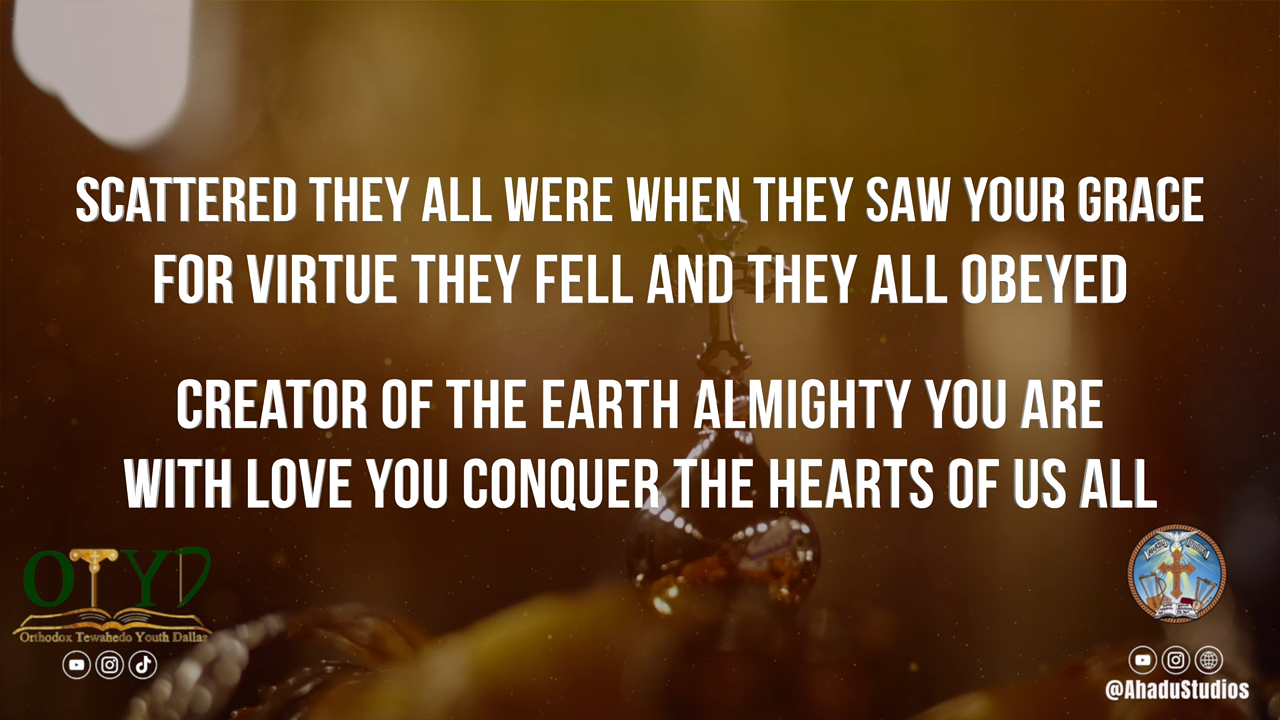 SCATTERED THEY ALL WERE WHEN THEY SAW YOUR GRACE
FOR VIRTUE THEY FELL AND THEY ALL OBEYED
CREATOR OF THE EARTH ALMIGHTY YOU ARE
WITH LOVE YOU CONQUER THE HEARTS OF US ALL
OTYD
Orthodox Tewahedo Youth Dallas
@AhaduStudios